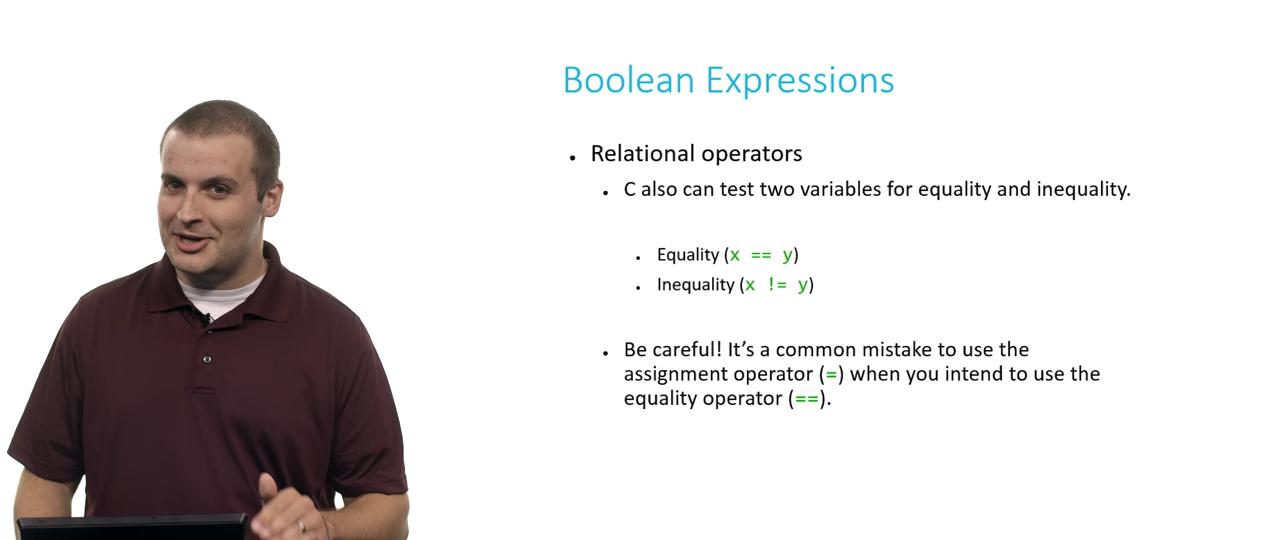 Boolean Expressions
• Relational operators
• C also can test two variables for equality and inequality.
• Equality (x == y)
• Inequality (x != y)
• Be careful! It’s a common mistake to use the
assignment operator (=) when you intend to use the
equality operator (==).